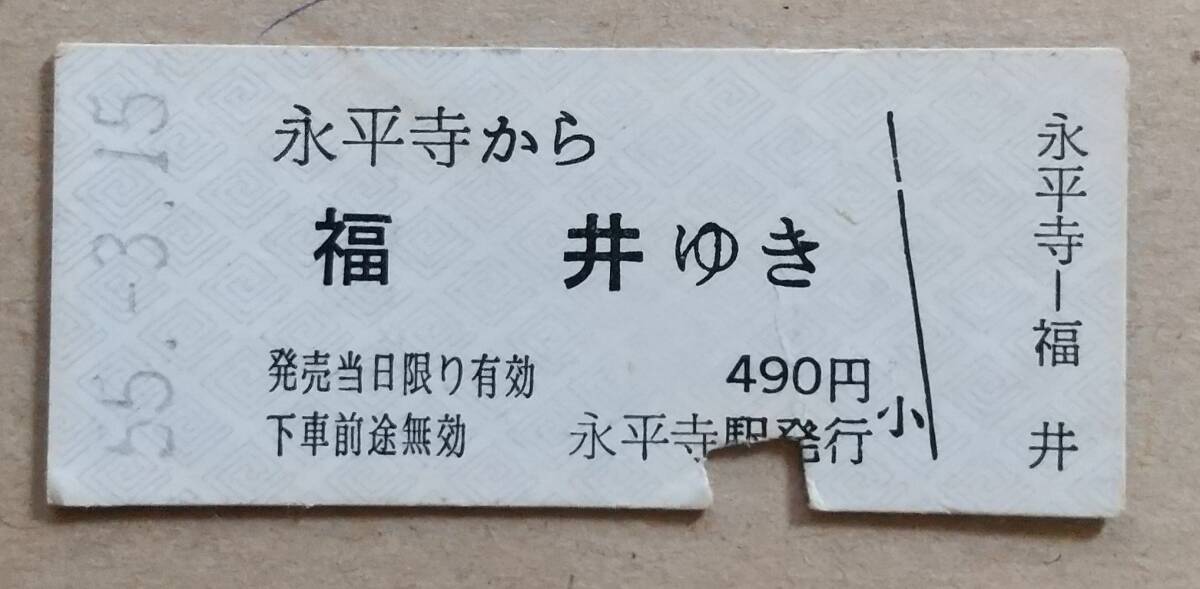 55.-3.15
永平寺から
福井ゆき
発売当日限り有効 490円
下車前途無効 永平寺駅発行
小
永平寺ー福井